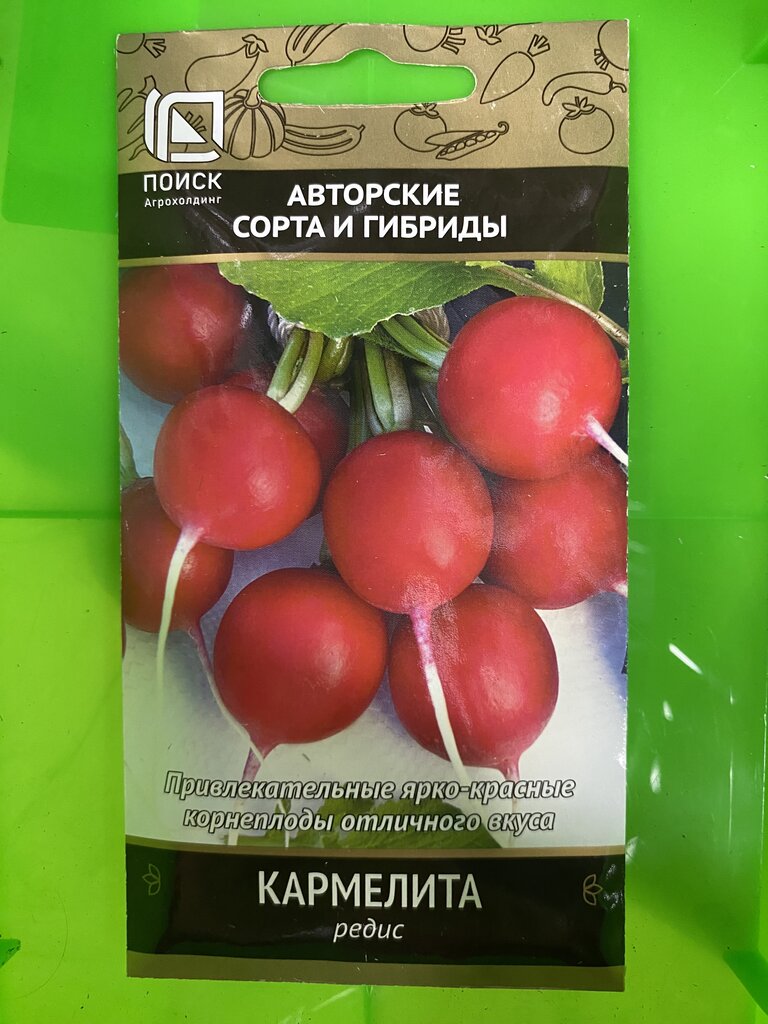 ПОИСК
Агрохолдинг
АВТОРСКИЕ
СОРТА И ГИБРИДЫ
Привлекательные ярко-красные
корнеплоды отличного вкуса
КАРМЕЛИТА
редис